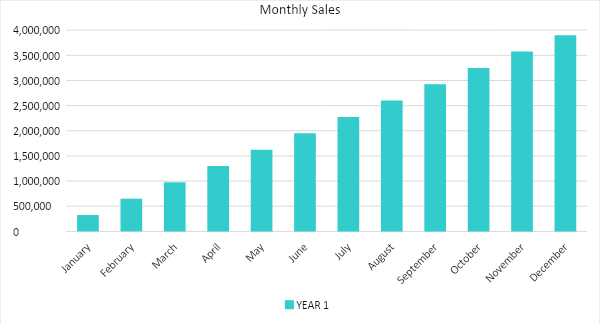 Monthly Sales
4,000,000
3,500,000
3,000,000
2,500,000
2,000,000
1,500,000
1,000,000
500,000
0
January
February
March
April
May
June
July
August
September
October
November
December
YEAR 1